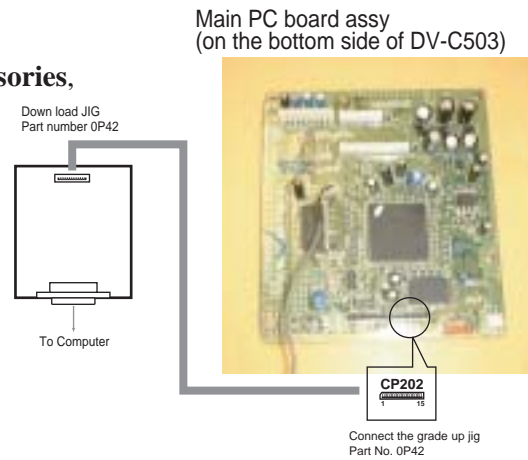 Main PC board assy
(on the bottom side of DV-C503)
sories,
Down load JIG
Part number 0P42
To Computer
CP202
1 15
Connect the grade up jig
Part No. 0P42